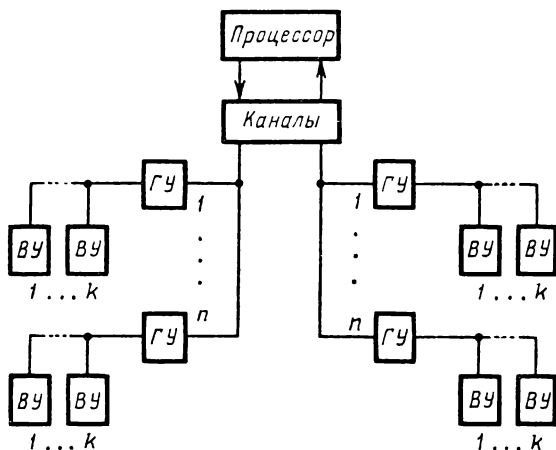 Процессор
Каналы
ГУ 1 1 ГУ
ВУ ВУ ВУ ВУ
1 ... k 1 ... k
ГУ n n ГУ
ВУ ВУ ВУ ВУ
1 ... k 1 ... k